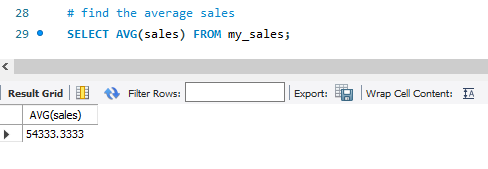 28 # find the average sales
29 SELECT AVG(sales) FROM my_sales;
Result Grid Filter Rows: Export: Wrap Cell Content: IA
AVG(sales)
54333.3333